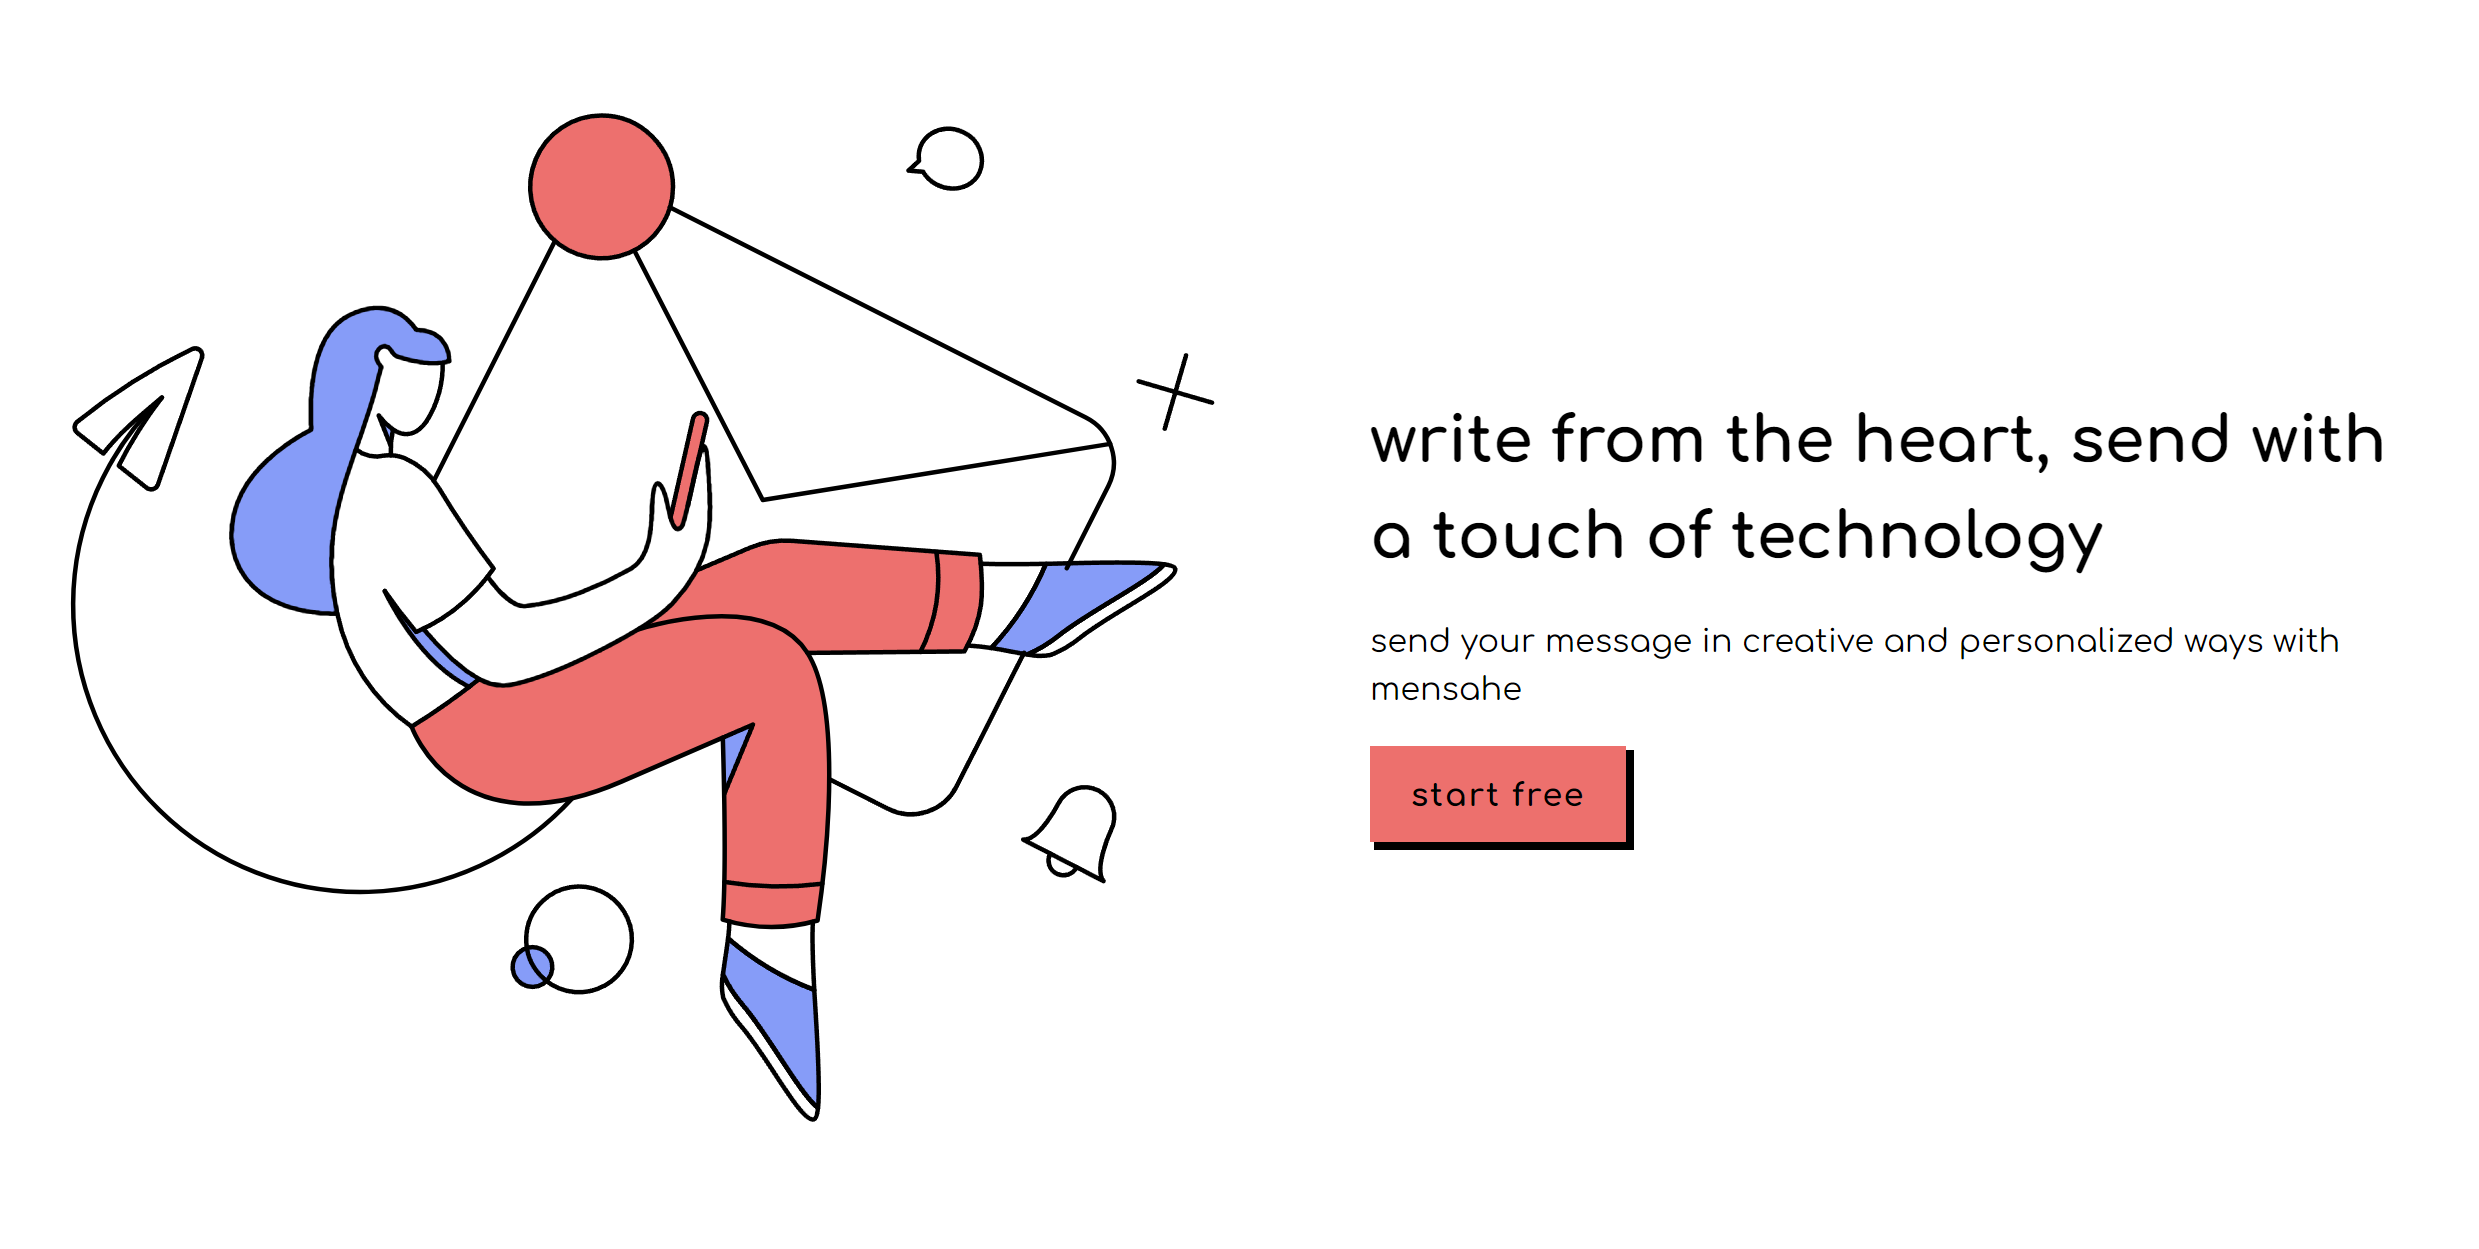 write from the heart, send with
a touch of technology
send your message in creative and personalized ways with
mensahe
start free